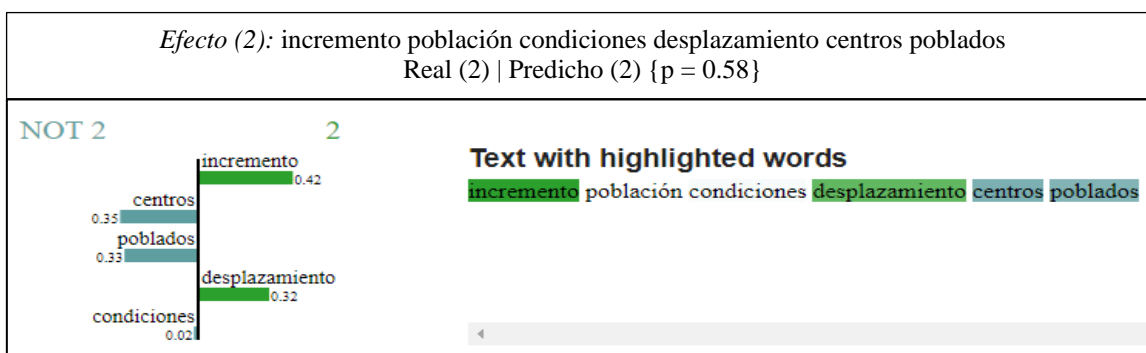 Efecto (2): incremento población condiciones desplazamiento centros poblados
Real (2) | Predicho (2) {p = 0.58}
NOT 2
2
incremento
0.42
centros
0.35
poblados
0.33
desplazamiento
0.32
condiciones
0.02
Text with highlighted words
incremento población condiciones desplazamiento centros poblados